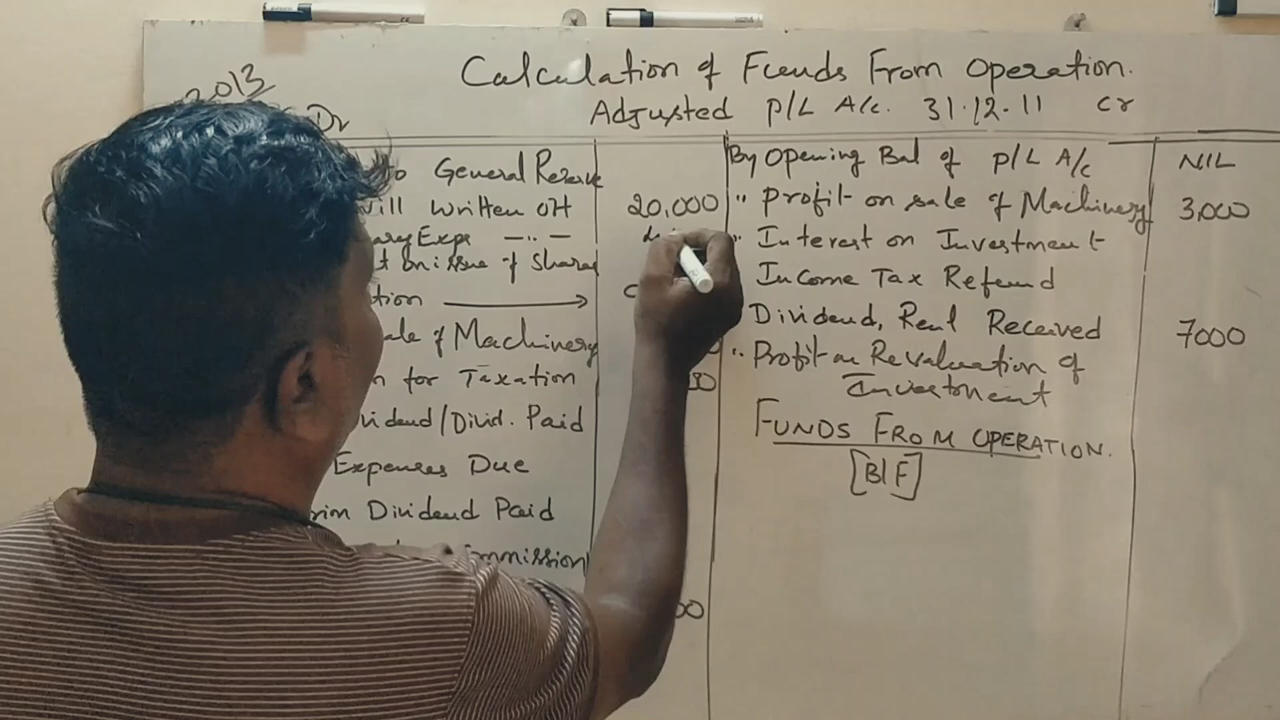 Calculation of Funds From Operation.
2013
Dr Adjusted P/L A/c. 31.12.11 Cr
to General Reserve
will Written Off 20,000
ary Expe —"—
t on issue of Shares
tion
ale of Machinery
n for Taxation
vidend/Divid. Paid
Expenses Due
rim Dividend Paid
mmission
By Opening Bal of P/L A/c NIL
" Profit on sale of Machinery 3,000
" Interest on Investment
Income Tax Refund
Dividend, Rent Received 7000
" Profit on Revaluation of
Investment
FUNDS FROM OPERATION.
[B/F]